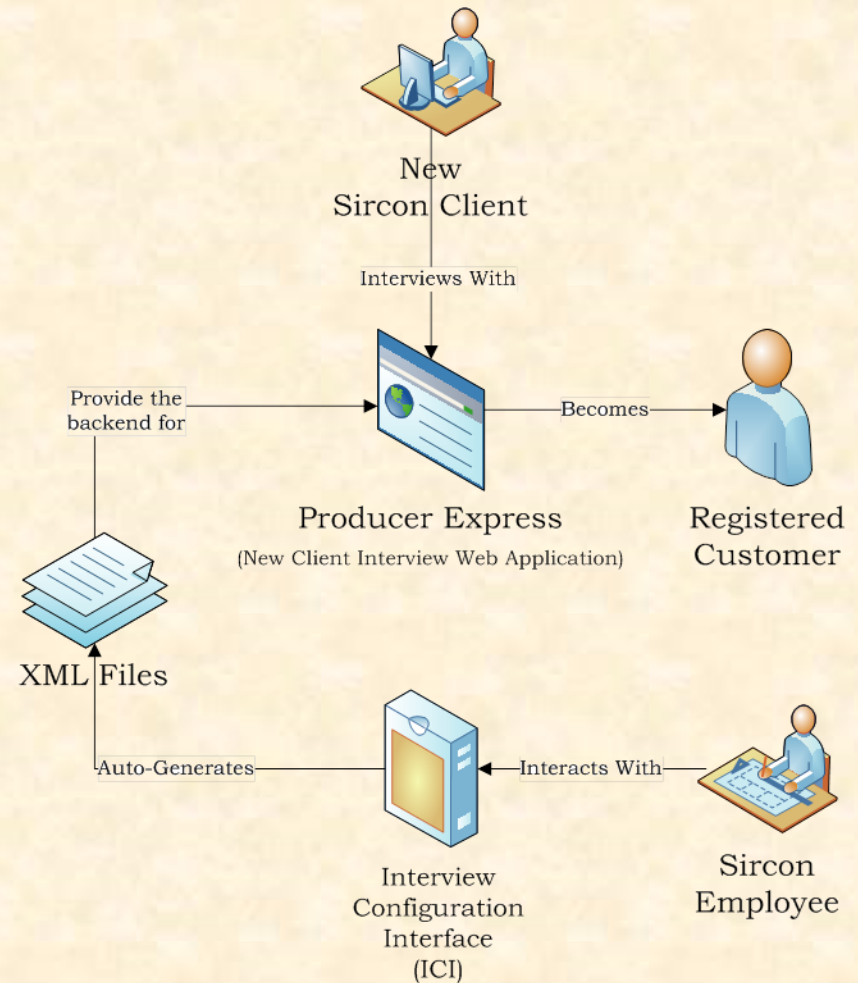 New
Sircon Client
Interviews With
Provide the
backend for
Becomes
Producer Express
(New Client Interview Web Application)
Registered
Customer
XML Files
Auto-Generates
Interacts With
Interview
Configuration
Interface
(ICI)
Sircon
Employee